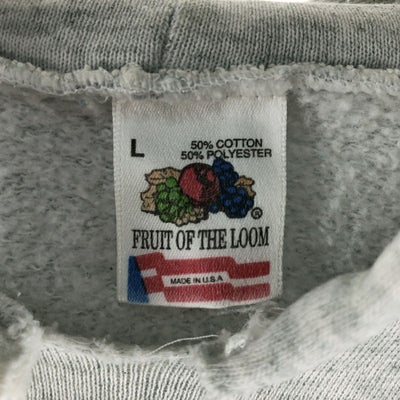 L
50% COTTON
50% POLYESTER
®
FRUIT OF THE LOOM
MADE IN U.S.A